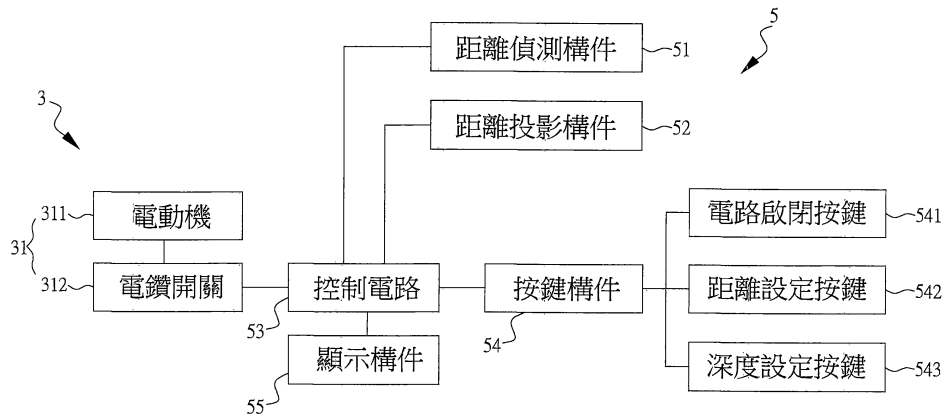 5
距離偵測構件
51
3
距離投影構件
52
311
電動機
電路啟閉按鍵
541
31
312
電鑽開關
控制電路
按鍵構件
距離設定按鍵
542
53
54
顯示構件
深度設定按鍵
543
55